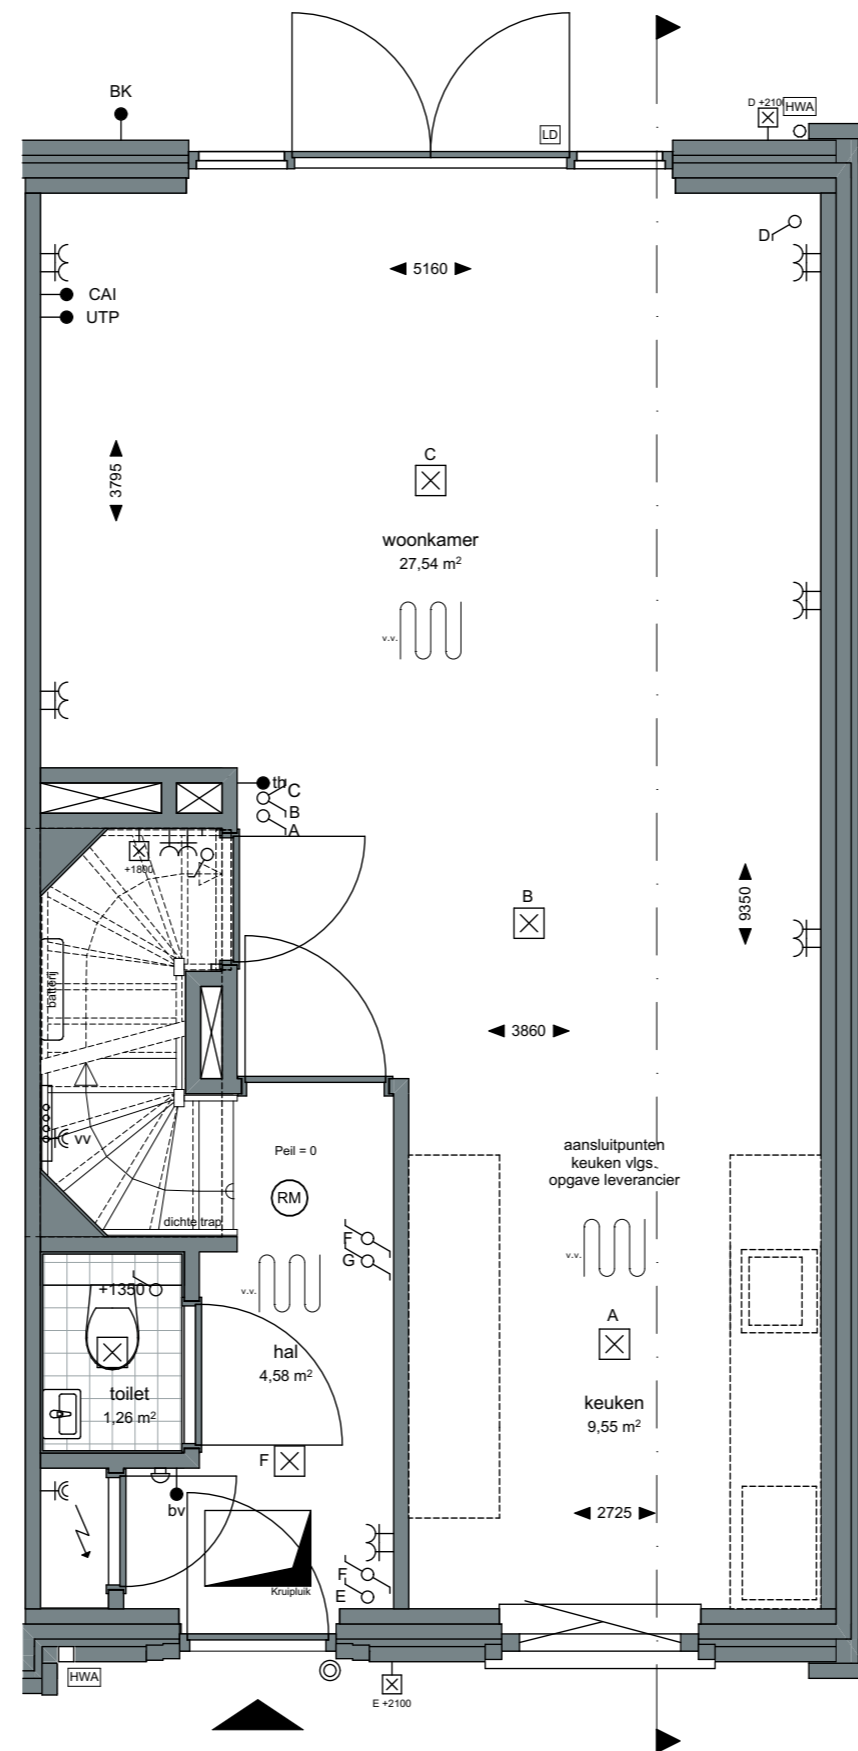 BK
D +210
HWA
LD
D
5160
CAI
UTP
3795
C
woonkamer
27,54 m²
v.v.
th
C
B
A
+1800
B
9350
batterij
3860
vv
Peil = 0
aansluitpunten
keuken vlgs.
opgave leverancier
RM
dichte trap
F
G
v.v.
v.v.
+1350
A
hal
4,58 m²
toilet
1,26 m²
keuken
9,55 m²
F
bv
2725
F
Kruipluik
E
HWA
E +2100